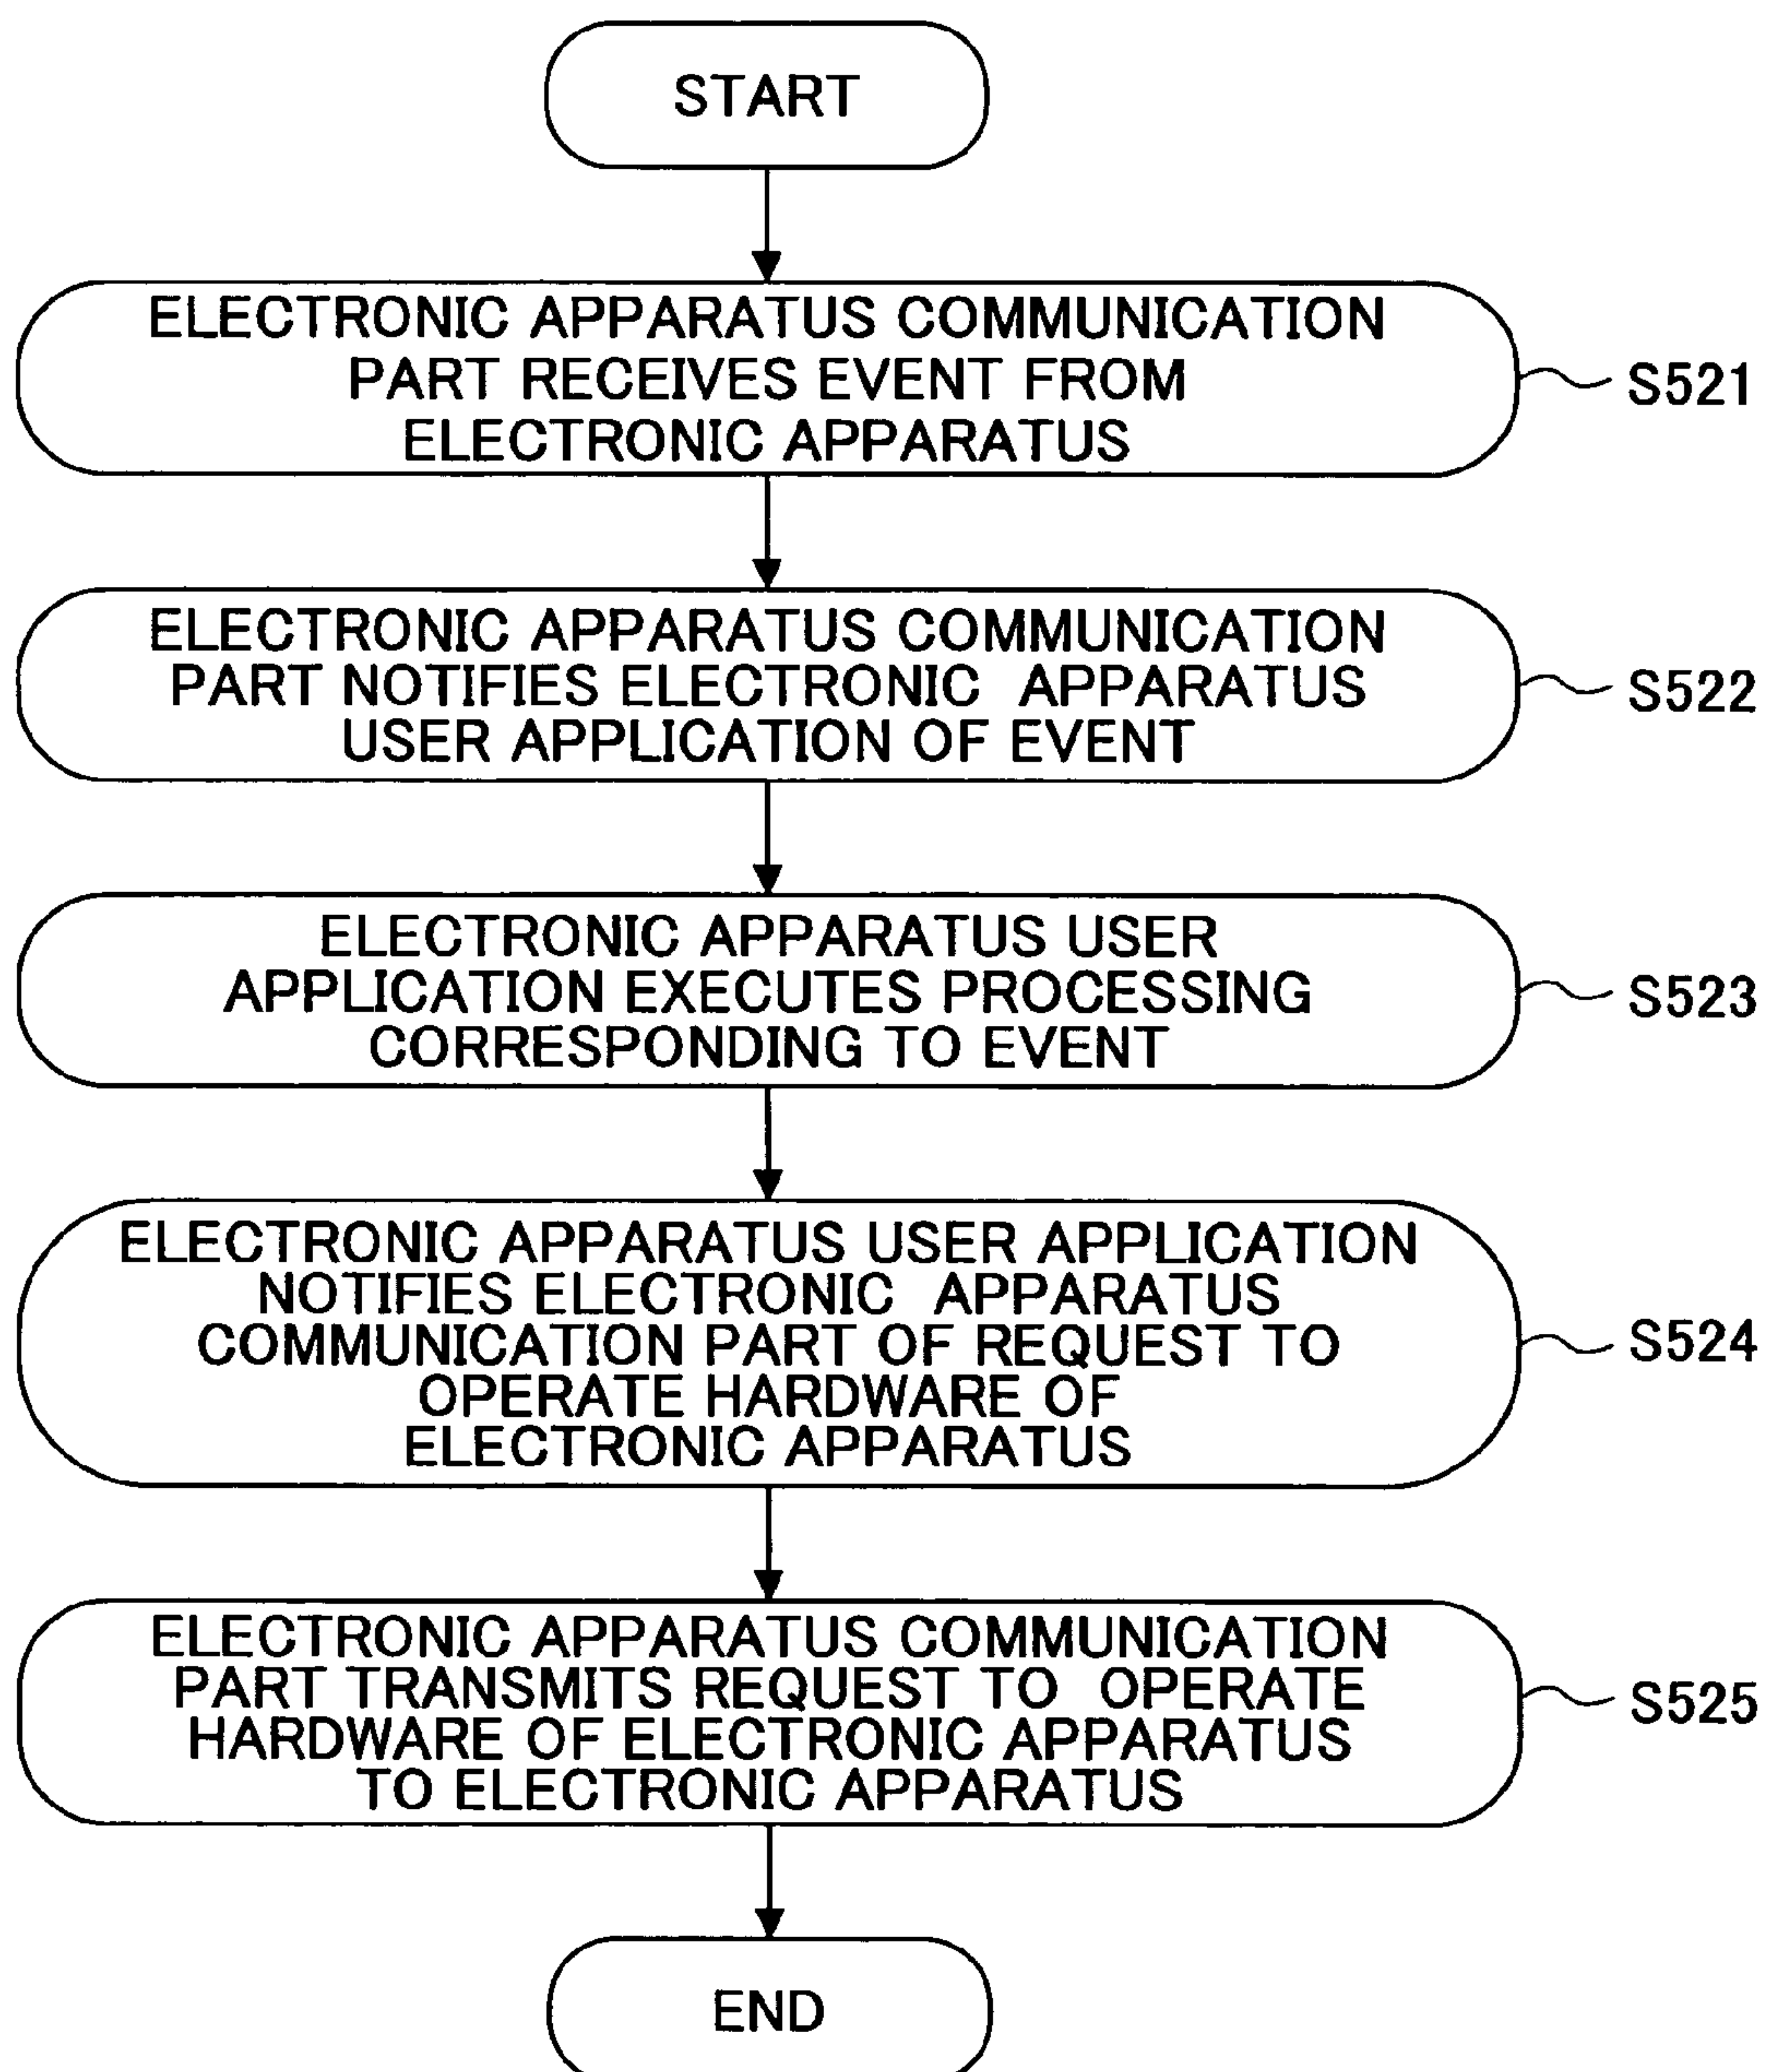 START
ELECTRONIC APPARATUS COMMUNICATION
PART RECEIVES EVENT FROM
ELECTRONIC APPARATUS
S521
ELECTRONIC APPARATUS COMMUNICATION
PART NOTIFIES ELECTRONIC APPARATUS
USER APPLICATION OF EVENT
S522
ELECTRONIC APPARATUS USER
APPLICATION EXECUTES PROCESSING
CORRESPONDING TO EVENT
S523
ELECTRONIC APPARATUS USER APPLICATION
NOTIFIES ELECTRONIC APPARATUS
COMMUNICATION PART OF REQUEST TO
OPERATE HARDWARE OF
ELECTRONIC APPARATUS
S524
ELECTRONIC APPARATUS COMMUNICATION
PART TRANSMITS REQUEST TO OPERATE
HARDWARE OF ELECTRONIC APPARATUS
TO ELECTRONIC APPARATUS
S525
END